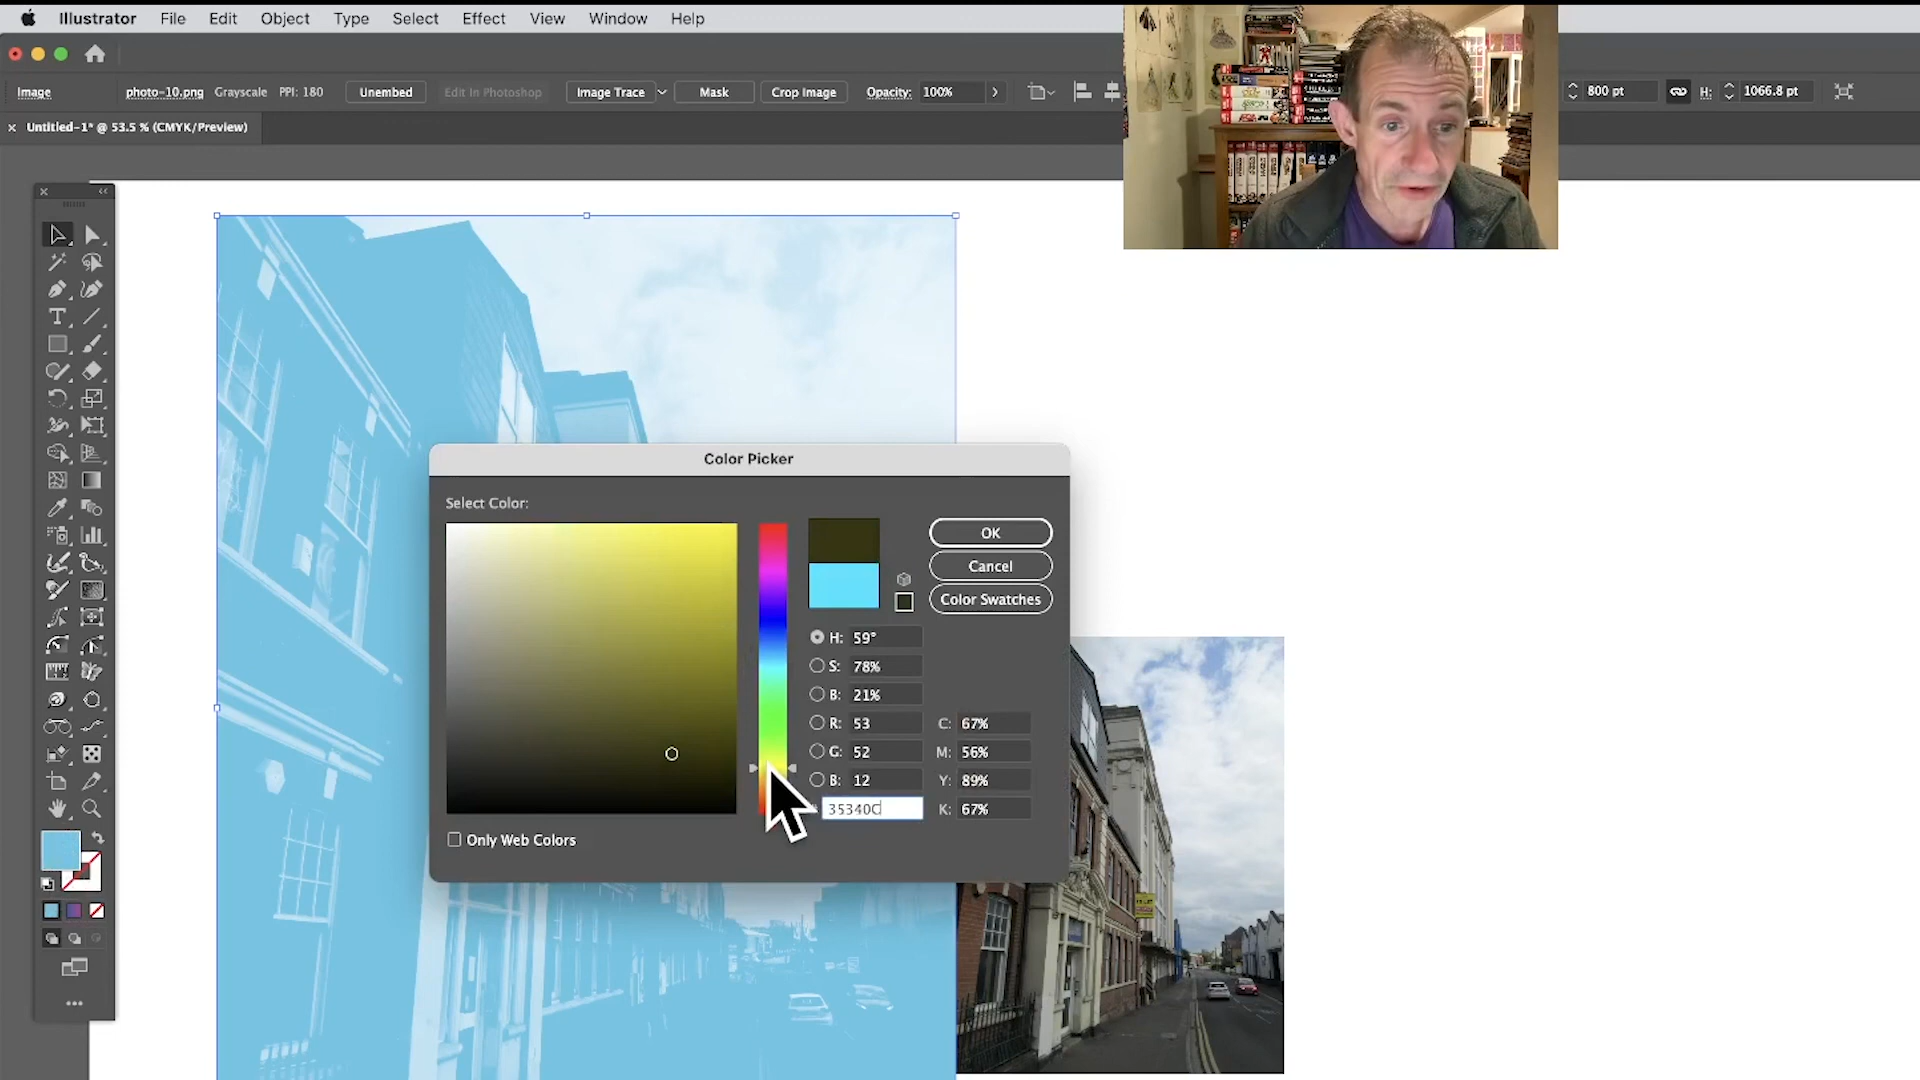 Illustrator File Edit Object Type Select Effect View Window Help
Image photo-10.png Grayscale PPI: 180 Unembed Edit In Photoshop Image Trace Mask Crop Image Opacity: 100% 800 pt H: 1066.8 pt
Untitled-1* @ 53.5 % (CMYK/Preview)
Color Picker
Select Color:
OK
Cancel
Color Swatches
H: 59°
S: 78%
B: 21%
R: 53 C: 67%
G: 52 M: 56%
B: 12 Y: 89%
35340C K: 67%
Only Web Colors